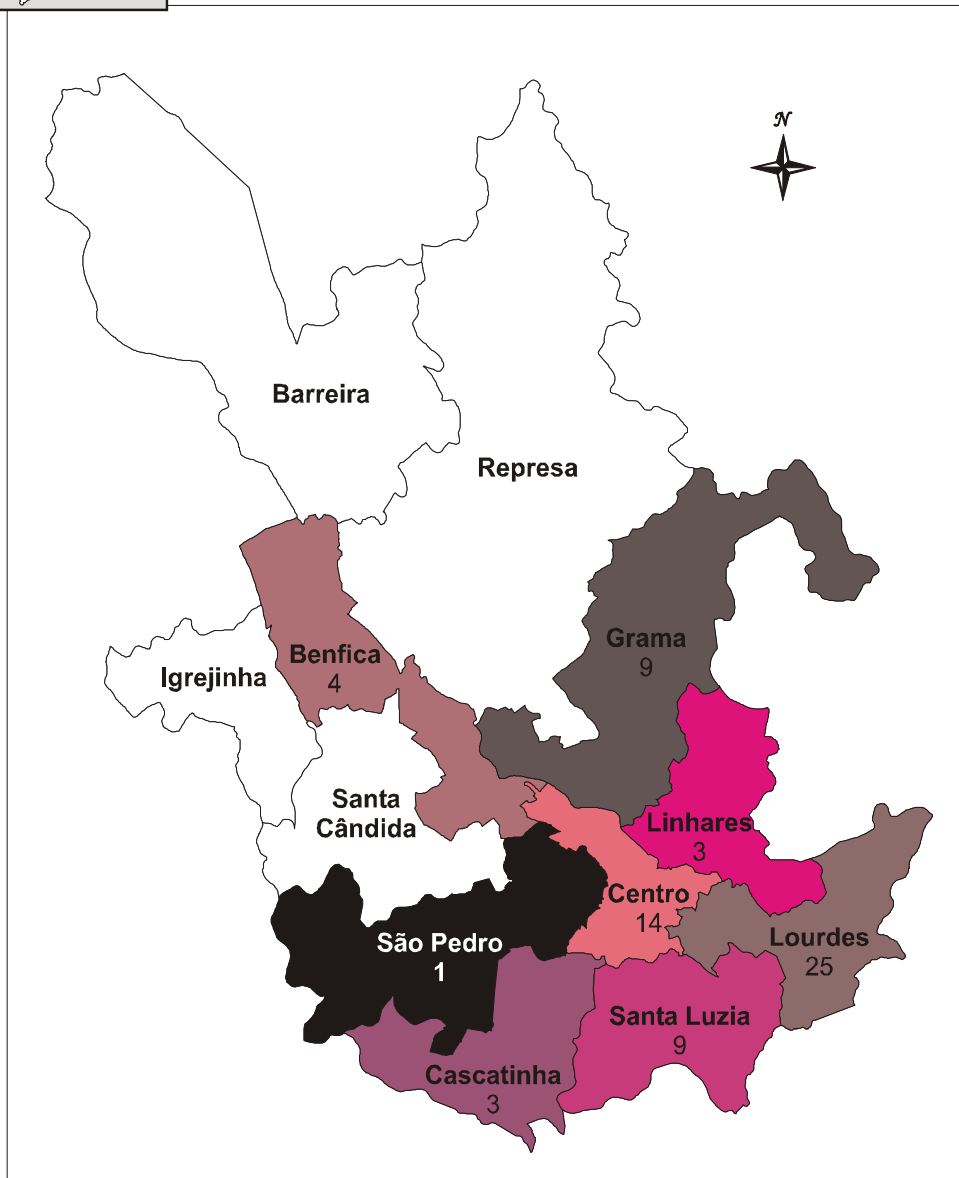 N
Barreira
Represa
Grama
9
Benfica
4
Igrejinha
Santa
Cândida
Linhares
3
Centro
14
São Pedro
1
Lourdes
25
Santa Luzia
9
Cascatinha
3